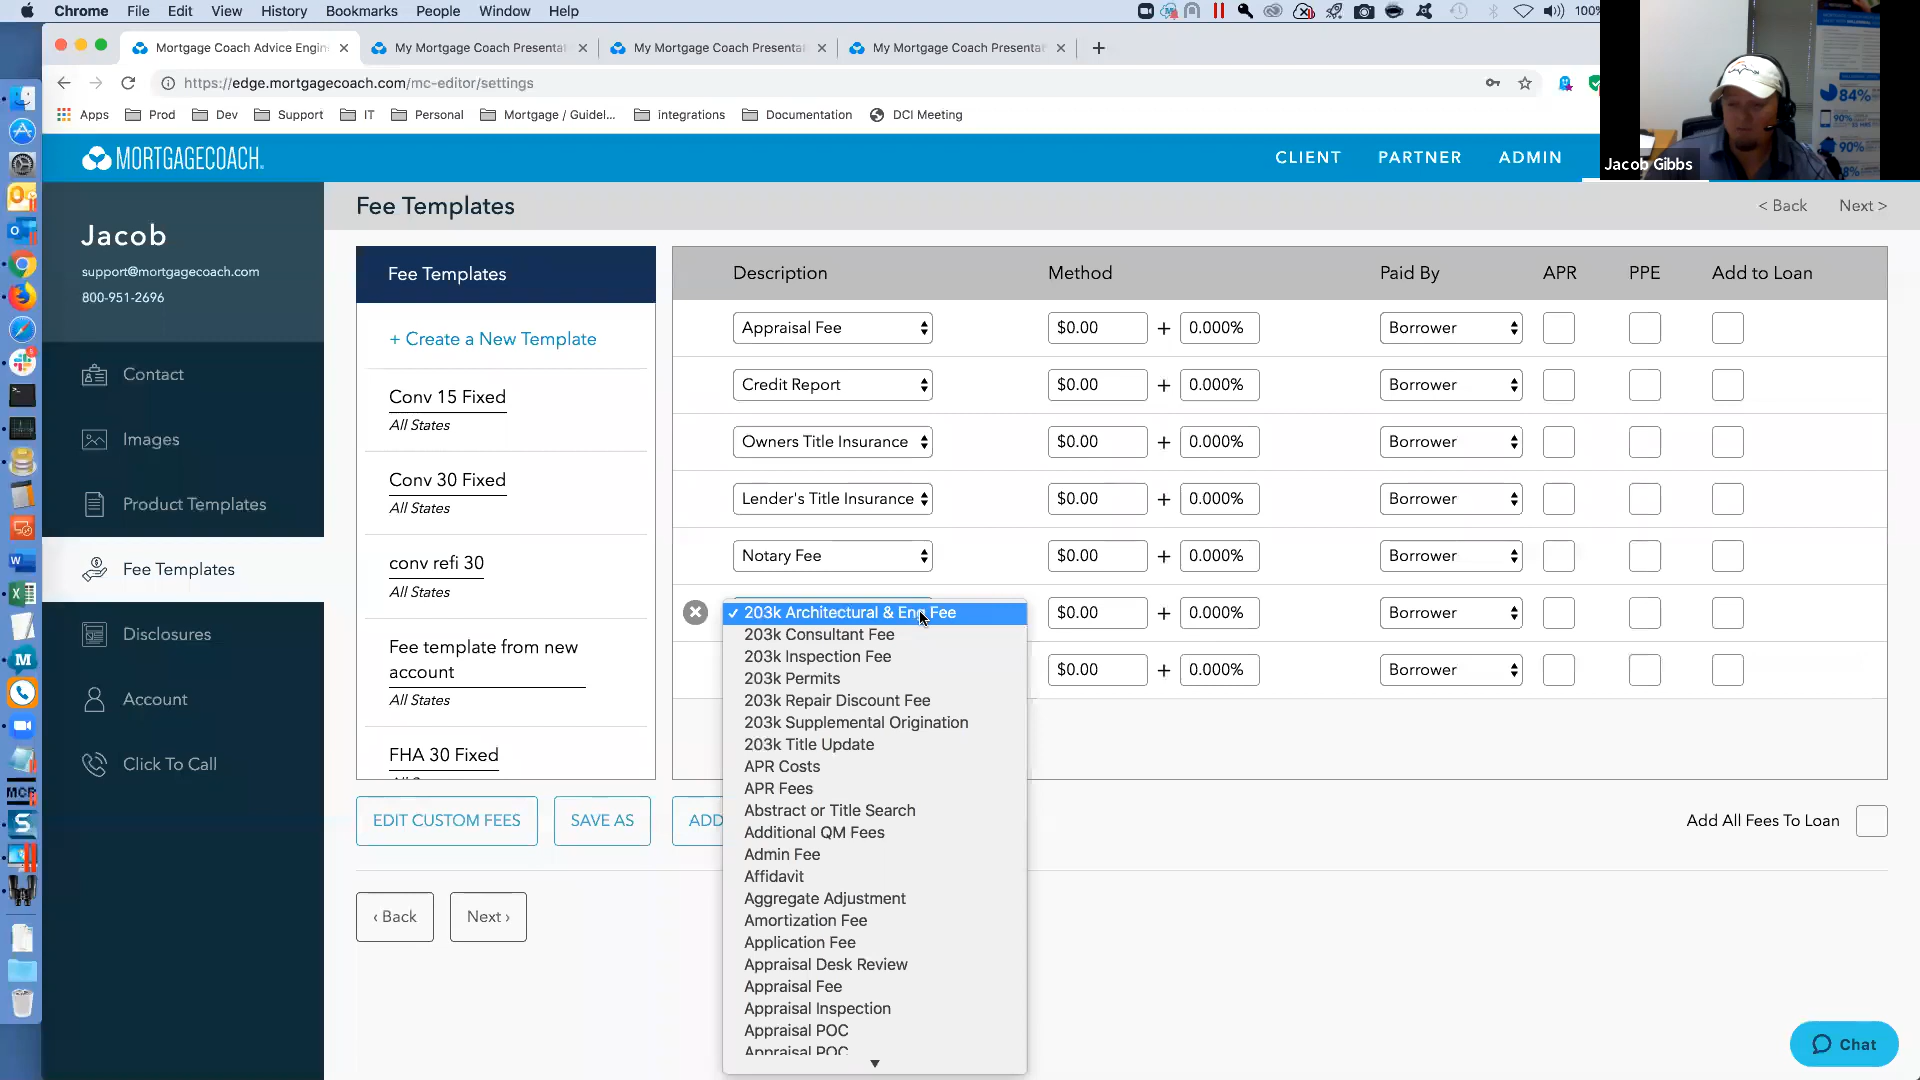 Chrome File Edit View History Bookmarks People Window Help
100%
Mortgage Coach Advice Engin
My Mortgage Coach Presentat
My Mortgage Coach Presentat
My Mortgage Coach Presentat
https://edge.mortgagecoach.com/mc-editor/settings
Apps Prod Dev Support IT Personal Mortgage / Guidel... integrations Documentation DCI Meeting
84%
90%
90%
Jacob Gibbs
MORTGAGECOACH.
CLIENT PARTNER ADMIN
Jacob
support@mortgagecoach.com
800-951-2696
Contact
Images
Product Templates
Fee Templates
Disclosures
Account
Click To Call
Fee Templates
< Back Next >
Fee Templates
+ Create a New Template
Conv 15 Fixed
All States
Conv 30 Fixed
All States
conv refi 30
All States
Fee template from new
account
All States
FHA 30 Fixed
Description Method Paid By APR PPE Add to Loan
Appraisal Fee $0.00 + 0.000% Borrower
Credit Report $0.00 + 0.000% Borrower
Owners Title Insurance $0.00 + 0.000% Borrower
Lender's Title Insurance $0.00 + 0.000% Borrower
Notary Fee $0.00 + 0.000% Borrower
✓ 203k Architectural & Eng Fee $0.00 + 0.000% Borrower
203k Consultant Fee
203k Inspection Fee
$0.00 + 0.000% Borrower
203k Permits
203k Repair Discount Fee
203k Supplemental Origination
203k Title Update
APR Costs
APR Fees
Abstract or Title Search
Additional QM Fees
Admin Fee
Affidavit
Aggregate Adjustment
Amortization Fee
Application Fee
Appraisal Desk Review
Appraisal Fee
Appraisal Inspection
Appraisal POC
Appraisal POC
EDIT CUSTOM FEES SAVE AS ADD
Add All Fees To Loan
‹ Back Next ›
Chat